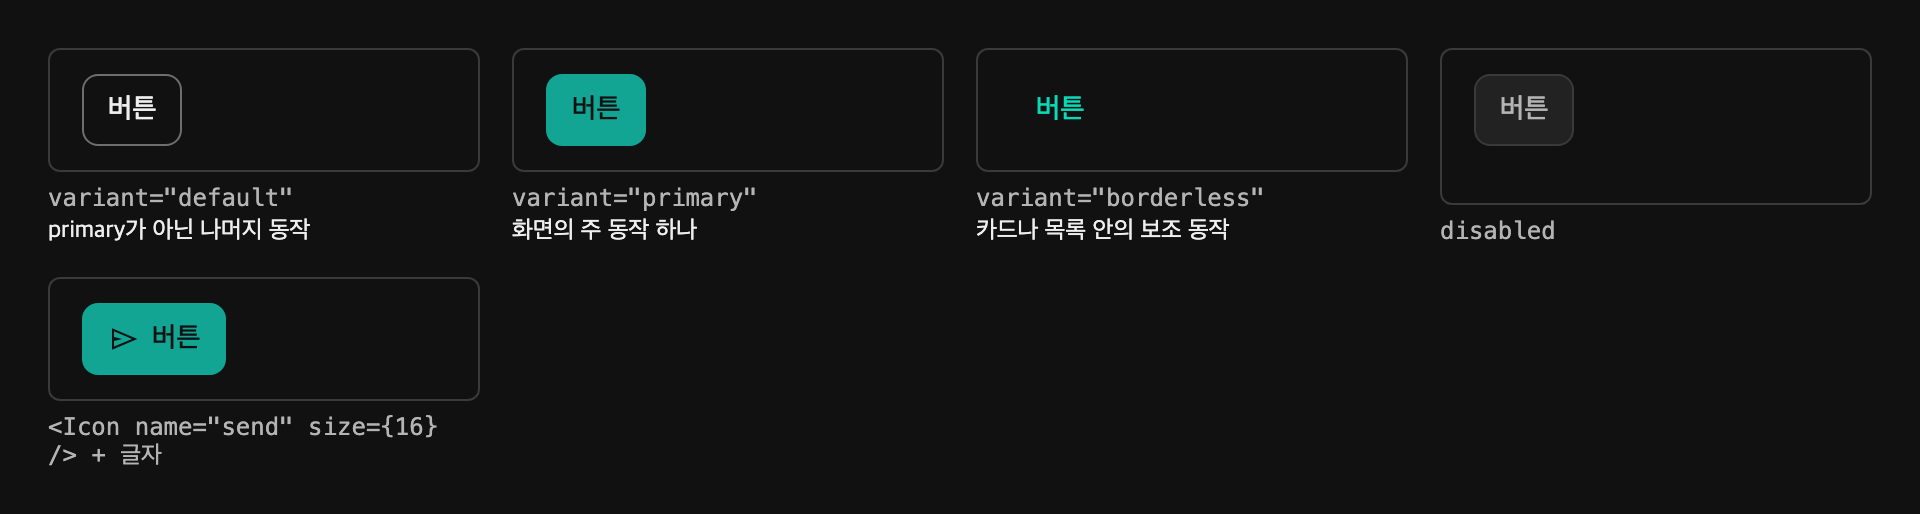 버튼
variant="default"
primary가 아닌 나머지 동작
버튼
variant="primary"
화면의 주 동작 하나
버튼
variant="borderless"
카드나 목록 안의 보조 동작
버튼
disabled
버튼
<Icon name="send" size={16}
/> + 글자